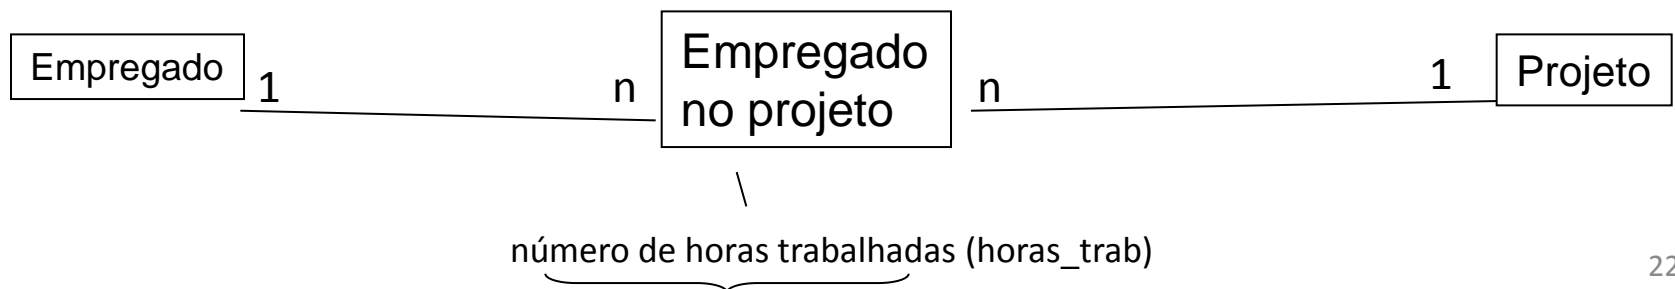 Empregado
1
n
Empregado
no projeto
n
1
Projeto
número de horas trabalhadas (horas_trab)
22